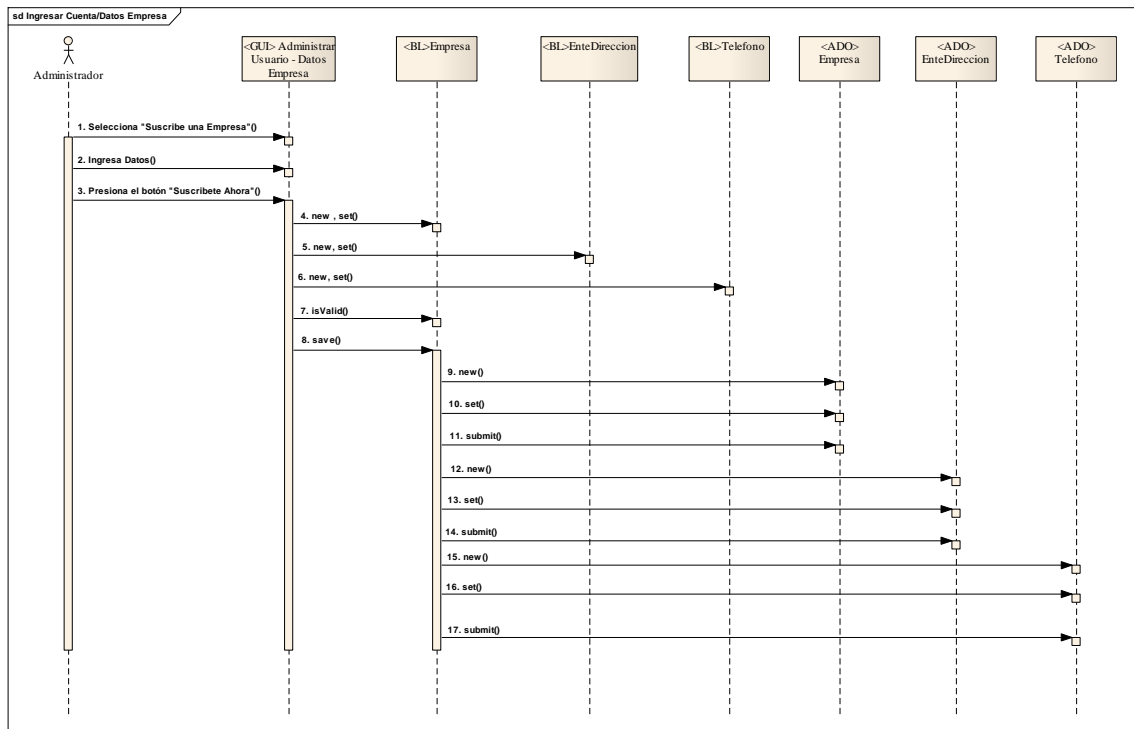 sd Ingresar Cuenta/Datos Empresa
Administrador
<GUI> Administrar
Usuario - Datos
Empresa
<BL>Empresa
<BL>EnteDireccion
<BL>Telefono
<ADO>
Empresa
<ADO>
EnteDireccion
<ADO>
Telefono
1. Selecciona "Suscribe una Empresa"()
2. Ingresa Datos()
3. Presiona el botón "Suscribete Ahora"()
4. new , set()
5. new, set()
6. new, set()
7. isValid()
8. save()
9. new()
10. set()
11. submit()
12. new()
13. set()
14. submit()
15. new()
16. set()
17. submit()